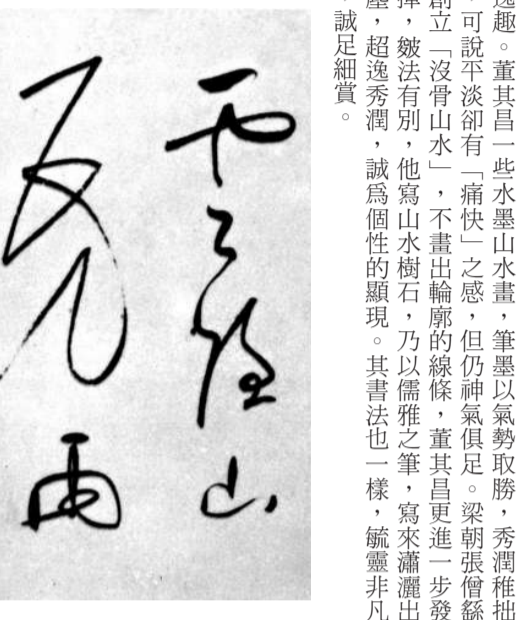 逸趣。董其昌一些水墨山水畫，筆墨以氣勢取勝，秀潤稚拙
，可說平淡卻有「痛快」之感，但仍神氣俱足。梁朝張僧繇
創立「沒骨山水」，不畫出輪廓的線條，董其昌更進一步發
揮，皴法有別，他寫山水樹石，乃以儒雅之筆，寫來瀟灑出
塵，超逸秀潤，誠爲個性的顯現。其書法也一樣，毓靈非凡
，誠足細賞。
山
雨